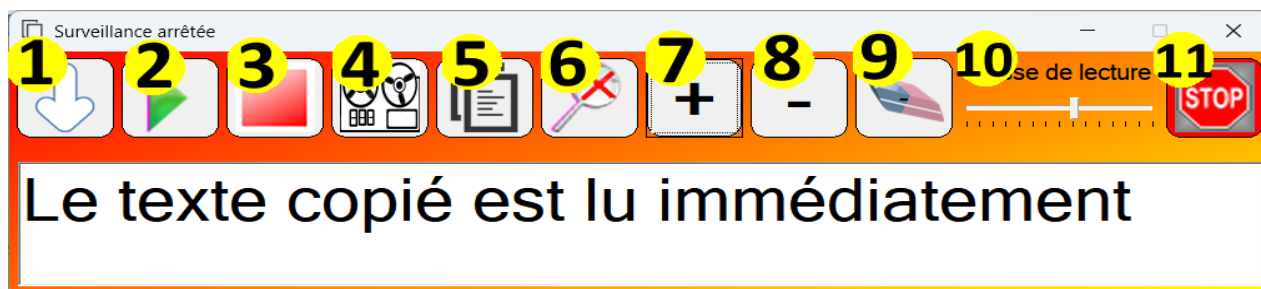 Surveillance arrêtée
1 2 3 4 5 6 7 8 9 10 11
+ -
de lecture
STOP
Le texte copié est lu immédiatement